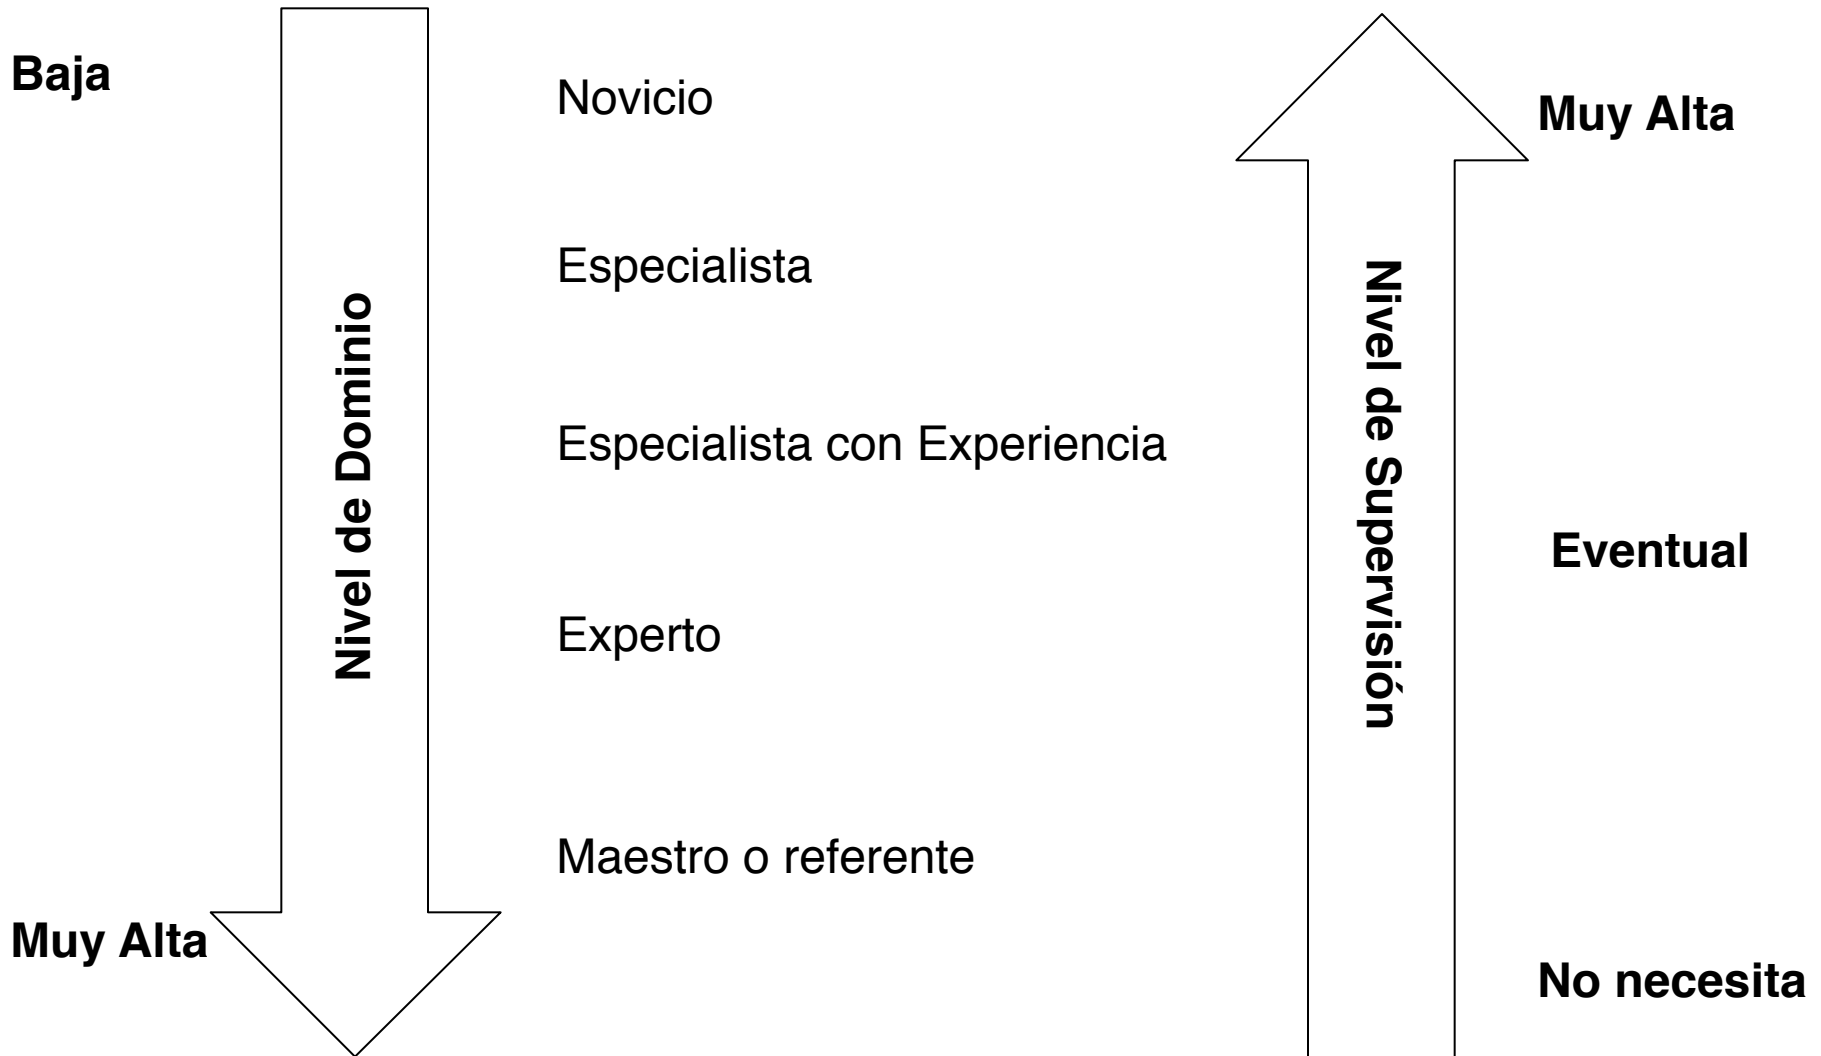 Baja
Novicio
Muy Alta
Especialista
Nivel de Dominio
Nivel de Supervisión
Especialista con Experiencia
Eventual
Experto
Maestro o referente
Muy Alta
No necesita